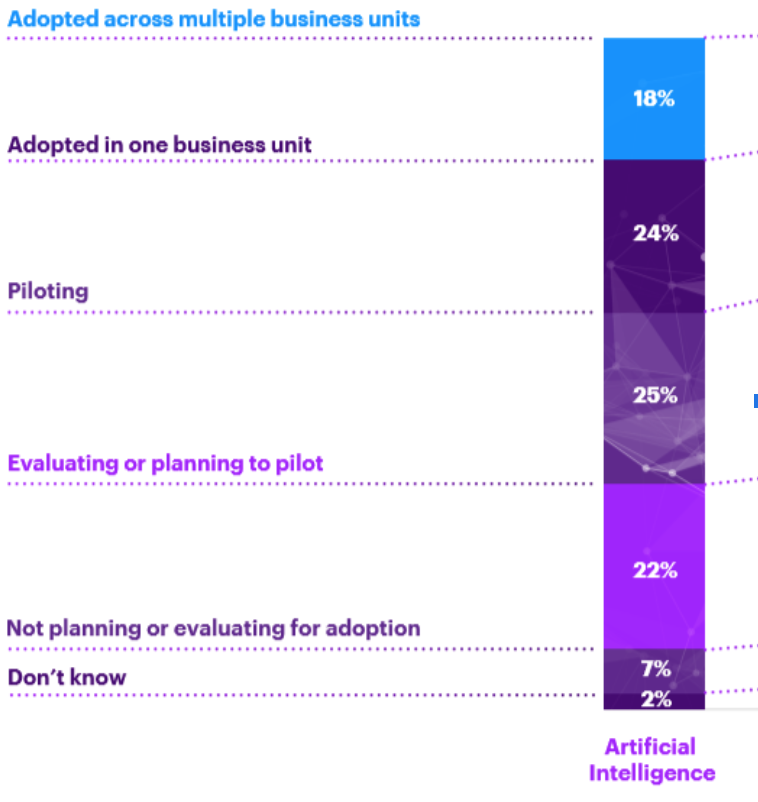 Adopted across multiple business units
18%
Adopted in one business unit
24%
Piloting
25%
Evaluating or planning to pilot
22%
Not planning or evaluating for adoption
7%
Don’t know
2%
Artificial
Intelligence